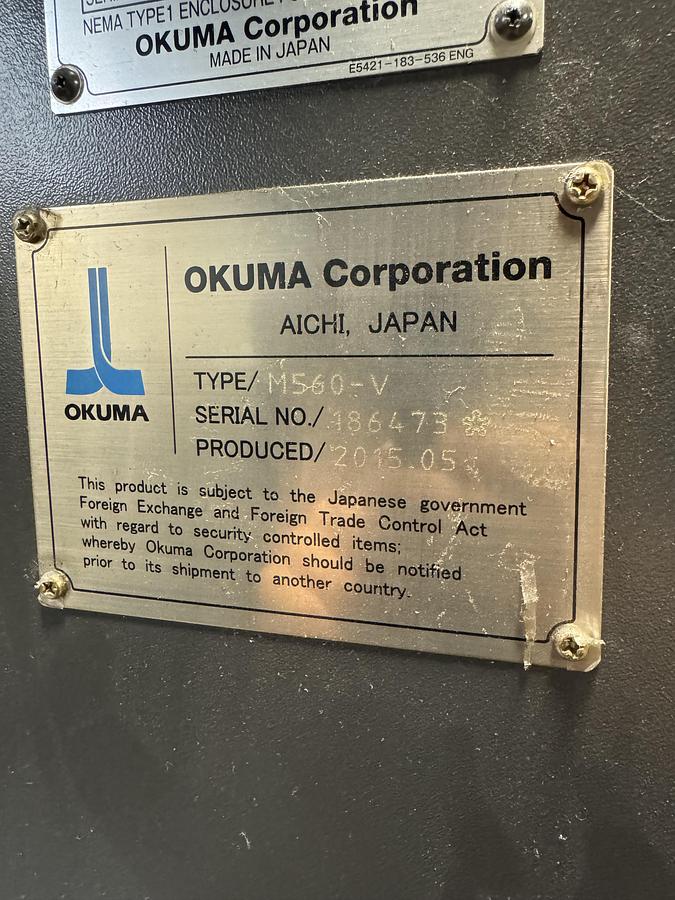 NEMA TYPE1 ENCLOSURE
OKUMA Corporation
MADE IN JAPAN
E5421-183-536 ENG
OKUMA Corporation
AICHI, JAPAN
OKUMA
TYPE/ M560-V
SERIAL NO./ 186473 ※
PRODUCED/ 2015.05
This product is subject to the Japanese government
Foreign Exchange and Foreign Trade Control Act
with regard to security controlled items;
whereby Okuma Corporation should be notified
prior to its shipment to another country.